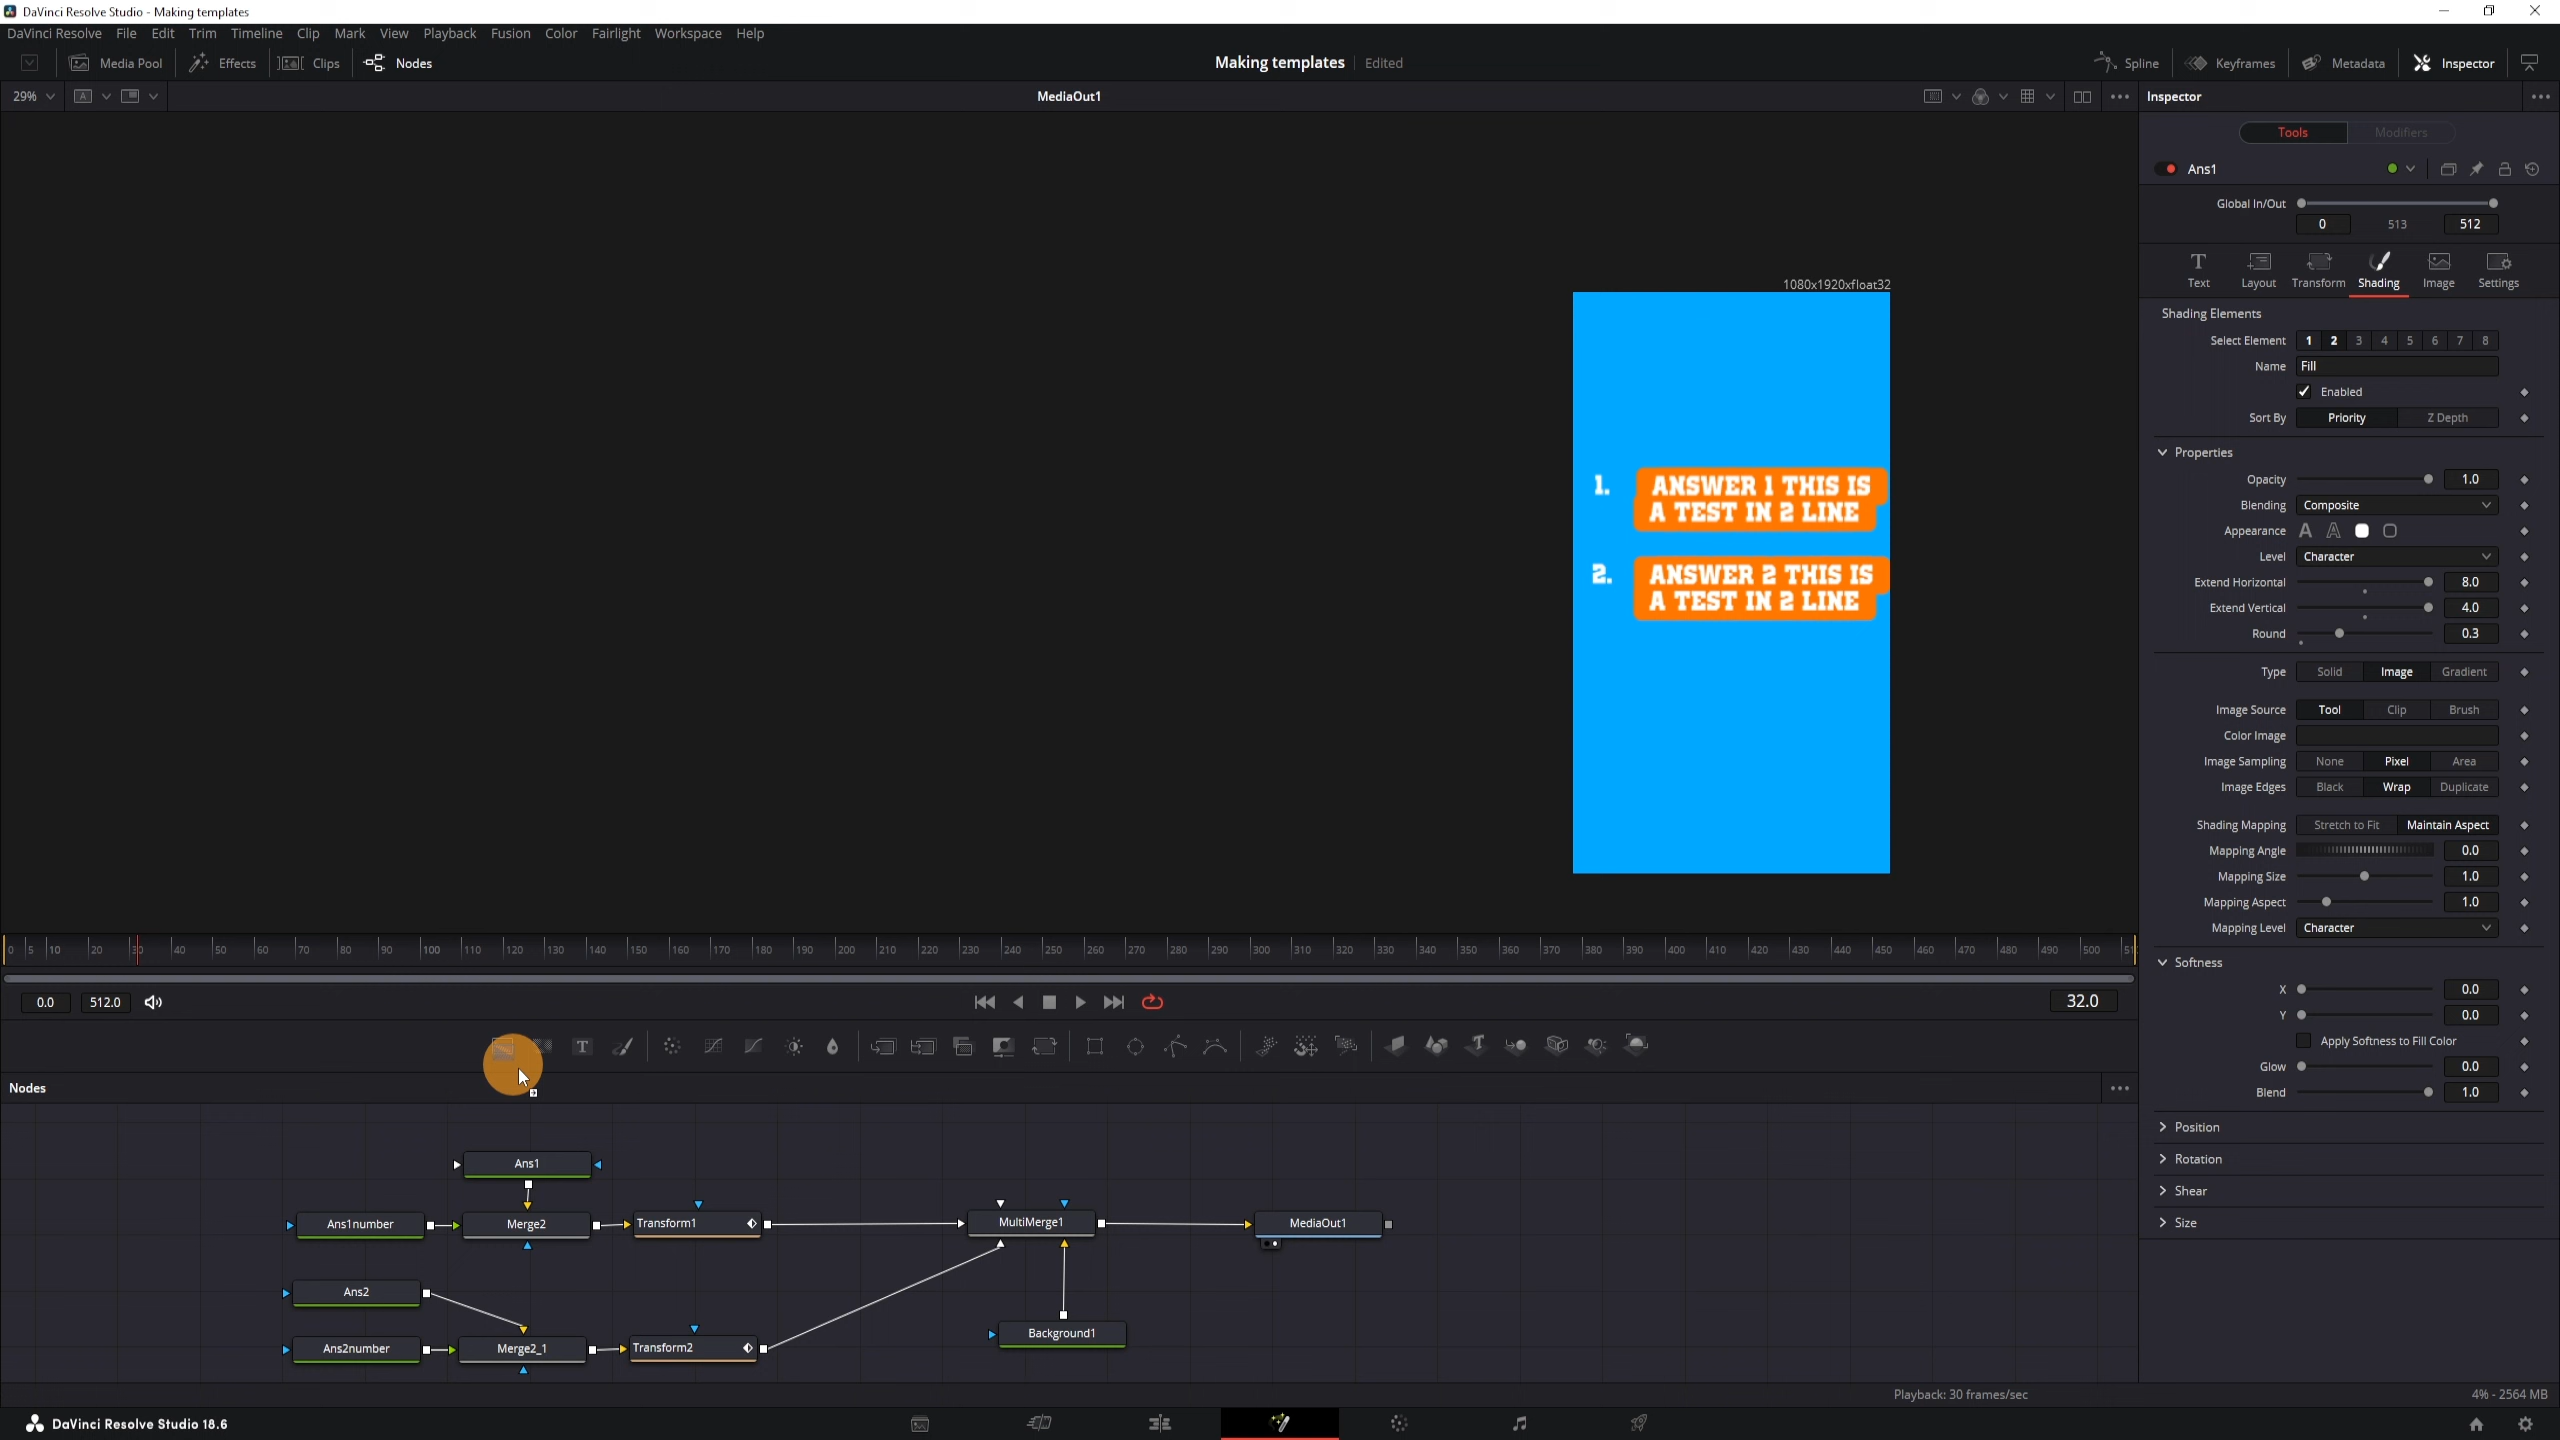 DaVinci Resolve Studio - Making templates
DaVinci Resolve File Edit Trim Timeline Clip Mark View Playback Fusion Color Fairlight Workspace Help
Media Pool Effects Clips Nodes
Making templates Edited
Spline Keyframes Metadata Inspector
29%
MediaOut1
Inspector
Tools Modifiers
Ans1
Global In/Out
0 513 512
Text Layout Transform Shading Image Settings
Shading Elements
Select Element 1 2 3 4 5 6 7 8
Name Fill
Enabled
Sort By Priority Z Depth
Properties
Opacity 1.0
Blending Composite
Appearance
Level Character
Extend Horizontal 8.0
Extend Vertical 4.0
Round 0.3
Type Solid Image Gradient
Image Source Tool Clip Brush
Color Image
Image Sampling None Pixel Area
Image Edges Black Wrap Duplicate
Shading Mapping Stretch to Fit Maintain Aspect
Mapping Angle 0.0
Mapping Size 1.0
Mapping Aspect 1.0
Mapping Level Character
Softness
X 0.0
Y 0.0
Apply Softness to Fill Color
Glow 0.0
Blend 1.0
Position
Rotation
Shear
Size
1080x1920xfloat32
1. ANSWER 1 THIS IS
A TEST IN 2 LINE
2. ANSWER 2 THIS IS
A TEST IN 2 LINE
0 5 10 20 30 40 50 60 70 80 90 100 110 120 130 140 150 160 170 180 190 200 210 220 230 240 250 260 270 280 290 300 310 320 330 340 350 360 370 380 390 400 410 420 430 440 450 460 470 480 490 500
0.0 512.0 32.0
Nodes
Ans1
Ans1number Merge2 Transform1 MultiMerge1 MediaOut1
Ans2
Background1
Ans2number Merge2_1 Transform2
Playback: 30 frames/sec
4% - 2564 MB
DaVinci Resolve Studio 18.6